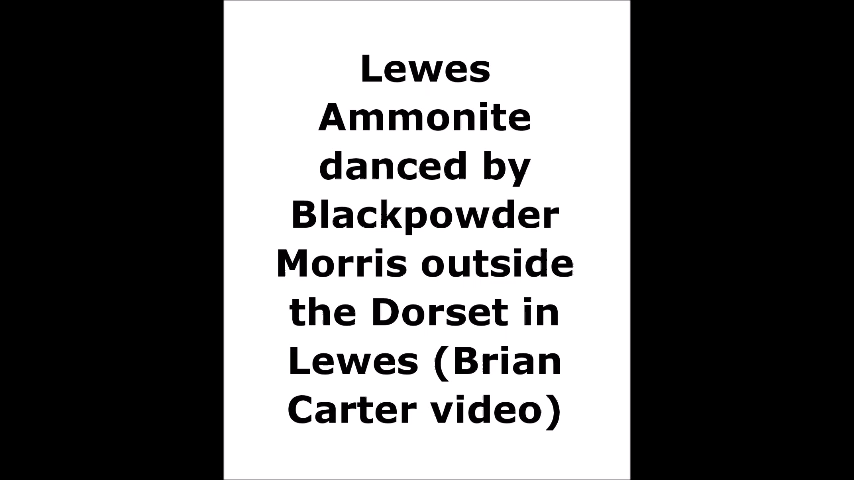 Lewes
Ammonite
danced by
Blackpowder
Morris outside
the Dorset in
Lewes (Brian
Carter video)